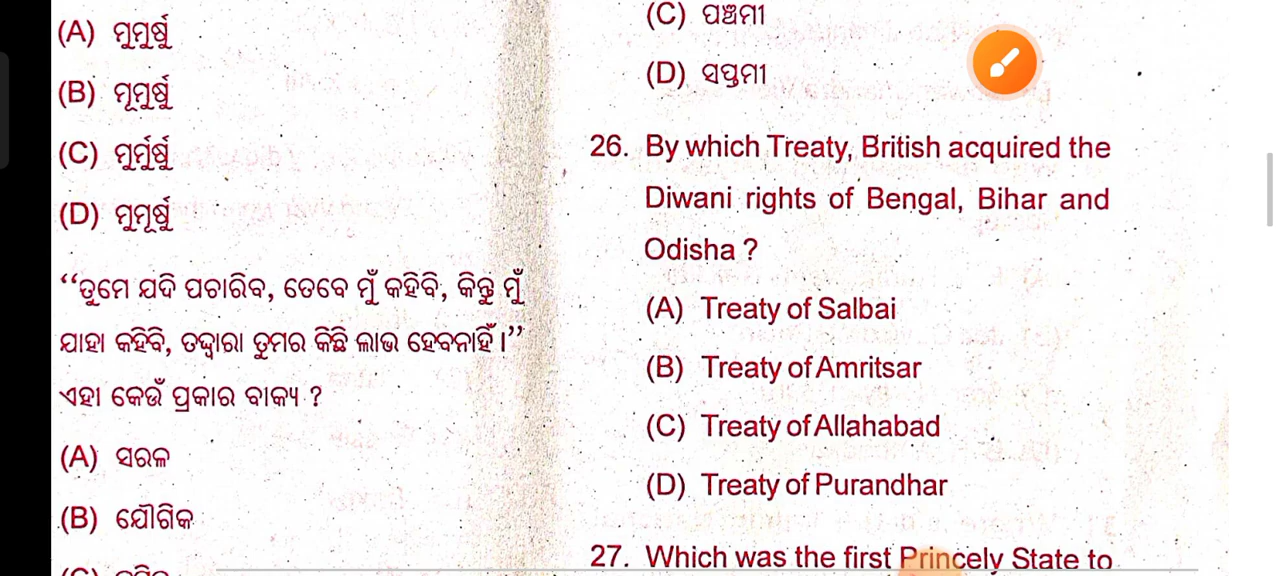 (A) ମୁମୁର୍ଷୁ
(B) ମୂମୁର୍ଷୁ
(C) ମୁର୍ମୁର୍ଷୁ
(D) ମୁମୂର୍ଷୁ
“ତୁମେ ଯଦି ପଚାରିବ, ତେବେ ମୁଁ କହିବି, କିନ୍ତୁ ମୁଁ
ଯାହା କହିବି, ତଦ୍ଦ୍ୱାରା ତୁମର କିଛି ଲାଭ ହେବନାହିଁ ।”
ଏହା କେଉଁ ପ୍ରକାର ବାକ୍ୟ ?
(A) ସରଳ
(B) ଯୌଗିକ
(C) ପଞ୍ଚମୀ
(D) ସପ୍ତମୀ
26. By which Treaty, British acquired the
Diwani rights of Bengal, Bihar and
Odisha ?
(A) Treaty of Salbai
(B) Treaty of Amritsar
(C) Treaty of Allahabad
(D) Treaty of Purandhar
27. Which was the first Princely State to